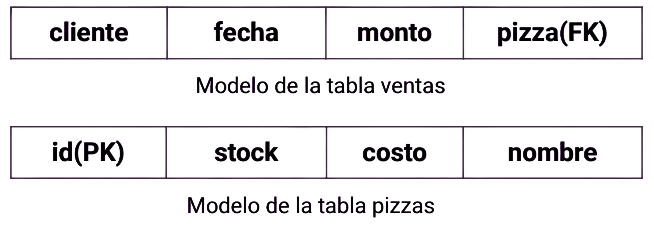 cliente fecha monto pizza(FK)
Modelo de la tabla ventas
id(PK) stock costo nombre
Modelo de la tabla pizzas